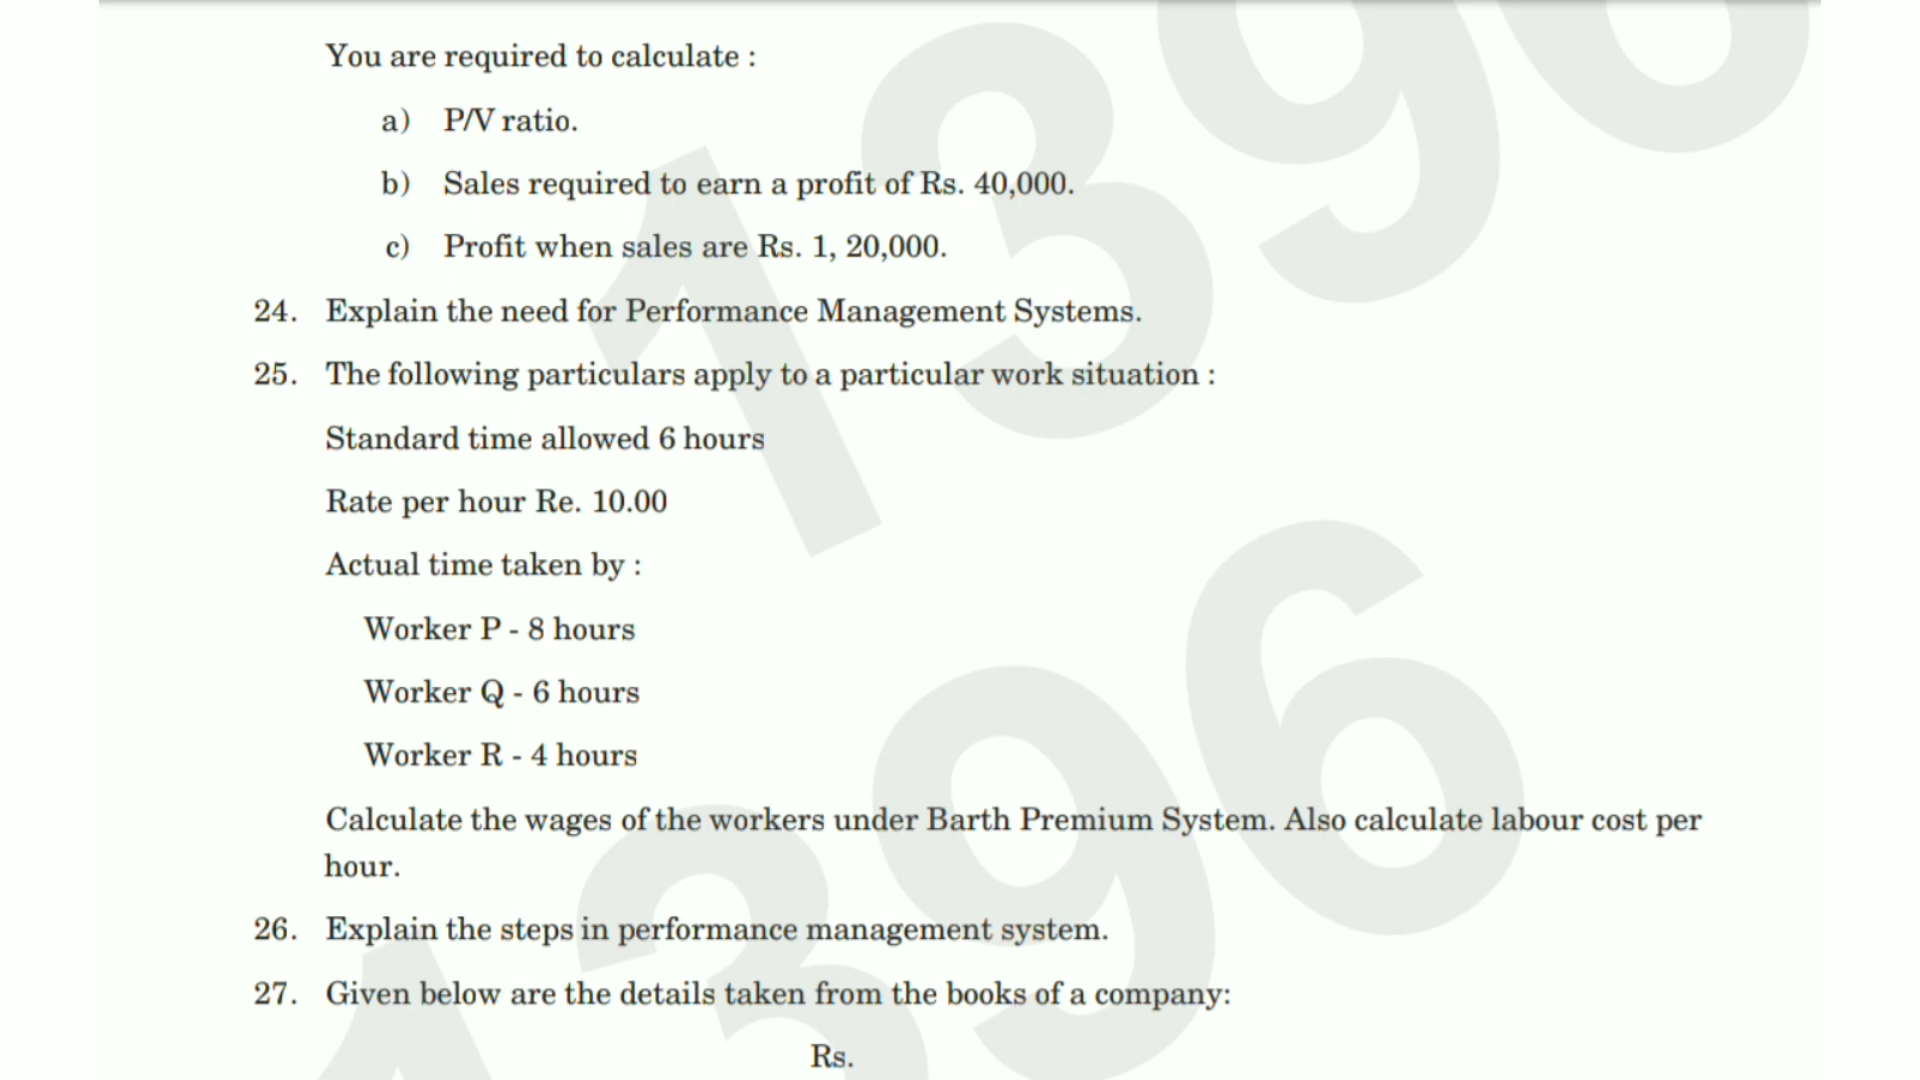 You are required to calculate :
a) P/V ratio.
b) Sales required to earn a profit of Rs. 40,000.
c) Profit when sales are Rs. 1, 20,000.
24. Explain the need for Performance Management Systems.
25. The following particulars apply to a particular work situation :
Standard time allowed 6 hours
Rate per hour Re. 10.00
Actual time taken by :
Worker P - 8 hours
Worker Q - 6 hours
Worker R - 4 hours
Calculate the wages of the workers under Barth Premium System. Also calculate labour cost per
hour.
26. Explain the steps in performance management system.
27. Given below are the details taken from the books of a company:
Rs.
1396
1396